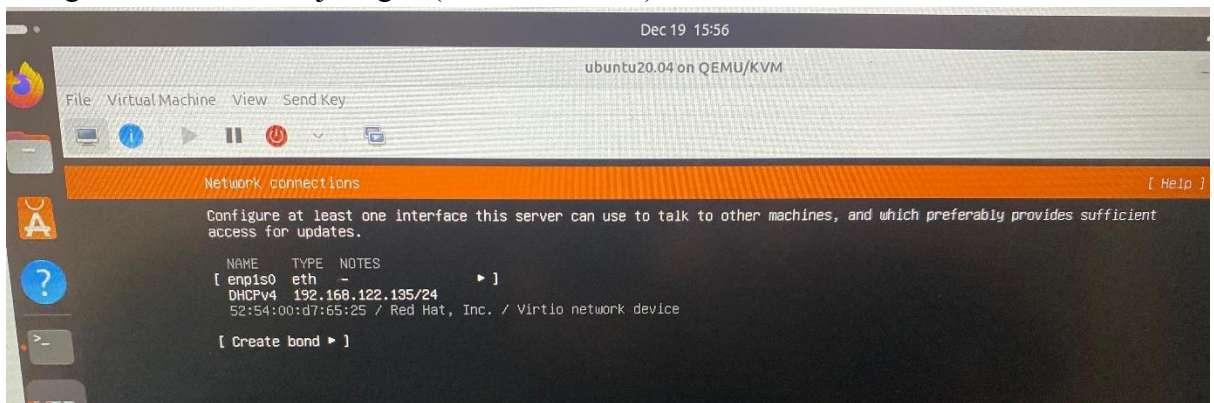 Dec 19 15:56
ubuntu20.04 on QEMU/KVM
File Virtual Machine View Send Key
Network connections [ Help ]
Configure at least one interface this server can use to talk to other machines, and which preferably provides sufficient
access for updates.
NAME TYPE NOTES
[ enp1s0 eth - ▸ ]
DHCPv4 192.168.122.135/24
52:54:00:d7:65:25 / Red Hat, Inc. / Virtio network device
[ Create bond ▸ ]